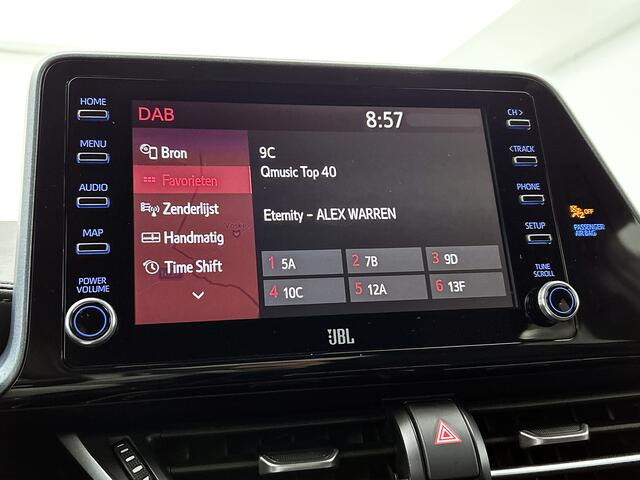 HOME
MENU
AUDIO
MAP
POWER
VOLUME
DAB
8:57
Bron
Favorieten
Zenderlijst
Handmatig
Time Shift
9C
Qmusic Top 40
Eternity - ALEX WARREN
1 5A
2 7B
3 9D
4 10C
5 12A
6 13F
CH >
< TRACK
PHONE
SETUP
TUNE
SCROLL
JBL
OFF
PASSENGER
AIRBAG